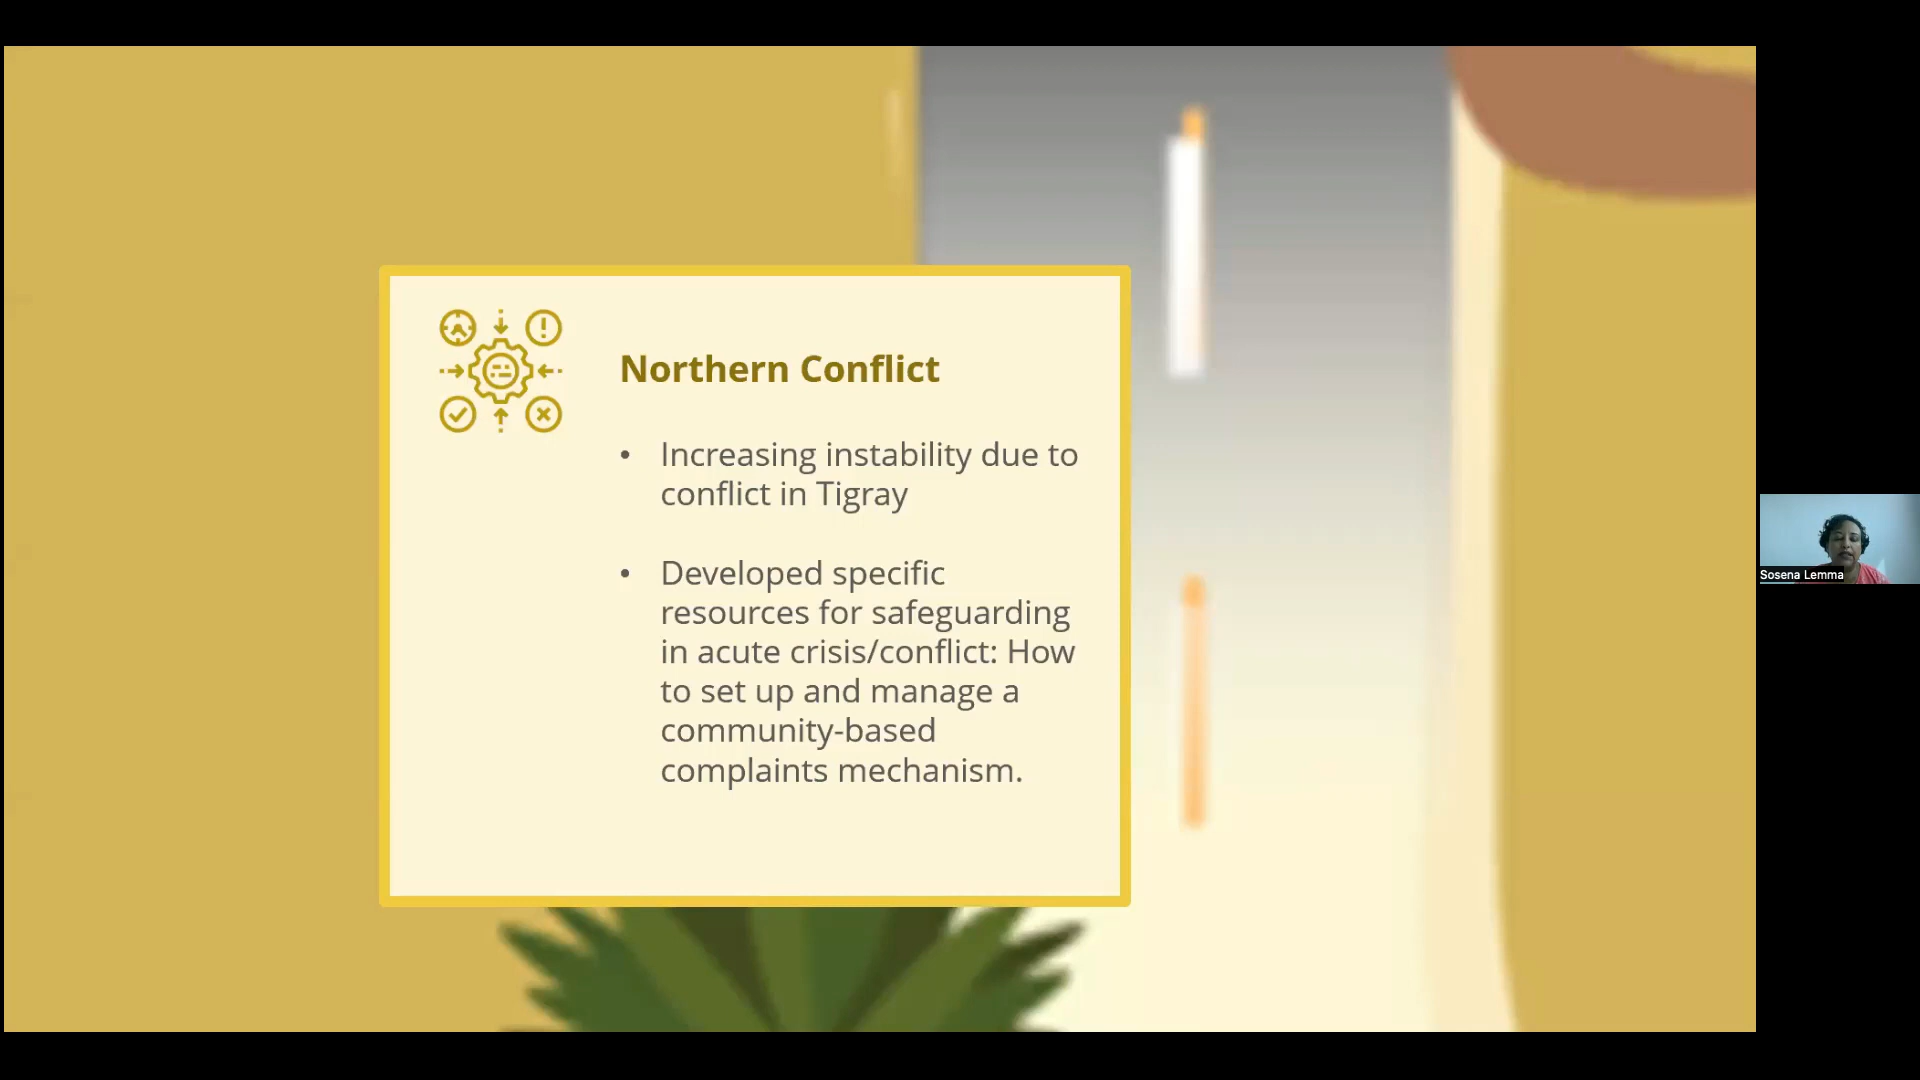 Northern Conflict
• Increasing instability due to
conflict in Tigray
• Developed specific
resources for safeguarding
in acute crisis/conflict: How
to set up and manage a
community-based
complaints mechanism.
Sosena Lemma